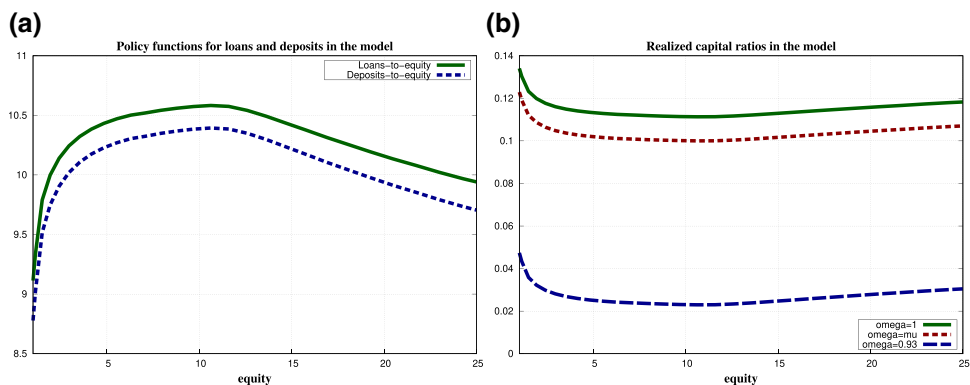 (a)
Policy functions for loans and deposits in the model
11
10.5
10
9.5
9
8.5
Loans-to-equity
Deposits-to-equity
5
10
15
20
25
equity
(b)
Realized capital ratios in the model
0.14
0.12
0.1
0.08
0.06
0.04
0.02
0
omega=1
omega=mu
omega=0.93
5
10
15
20
25
equity